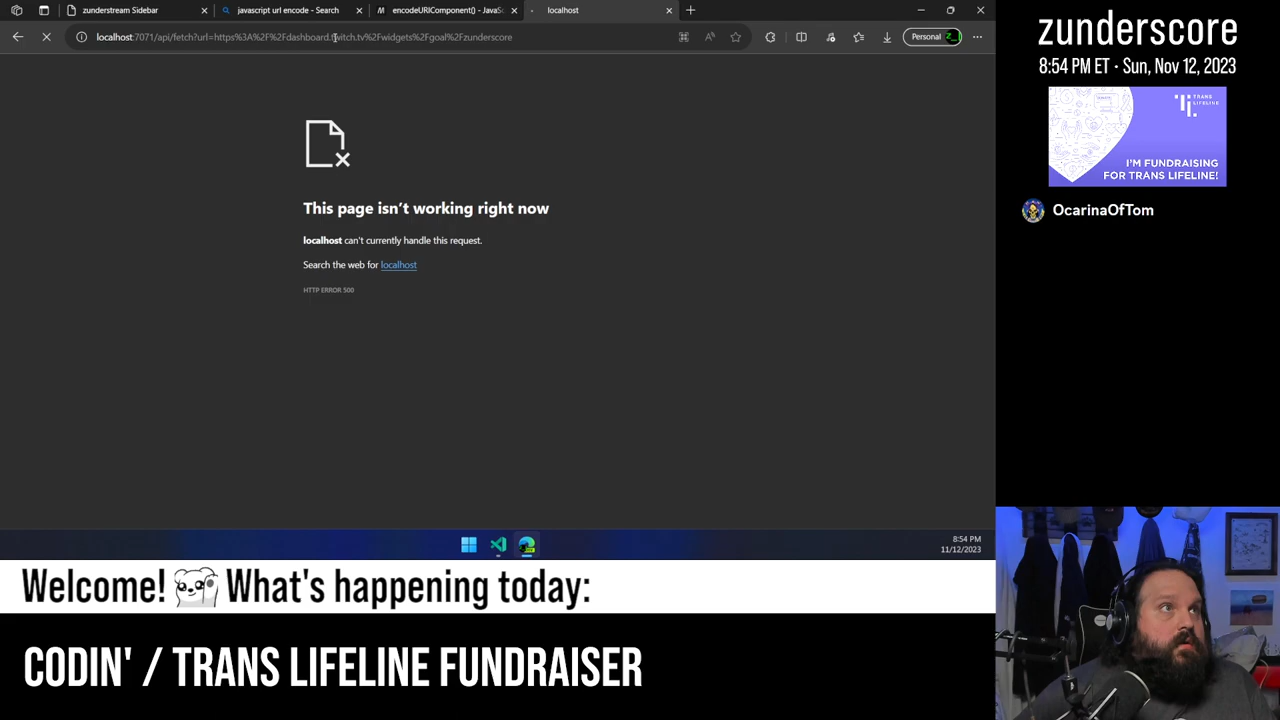 zunderstream Sidebar
javascript url encode - Search
encodeURIComponent() - JavaSc
localhost
localhost:7071/api/fetch?url=https%3A%2F%2Fdashboard.twitch.tv%2Fwidgets%2Fgoal%2Fzunderscore
Personal
This page isn't working right now
localhost can't currently handle this request.
Search the web for localhost
HTTP ERROR 500
8:54 PM
11/12/2023
zunderscore
8:54 PM ET · Sun, Nov 12, 2023
TRANS
LIFELINE
I'M FUNDRAISING
FOR TRANS LIFELINE!
OcarinaOfTom
Welcome! What's happening today:
CODIN' / TRANS LIFELINE FUNDRAISER